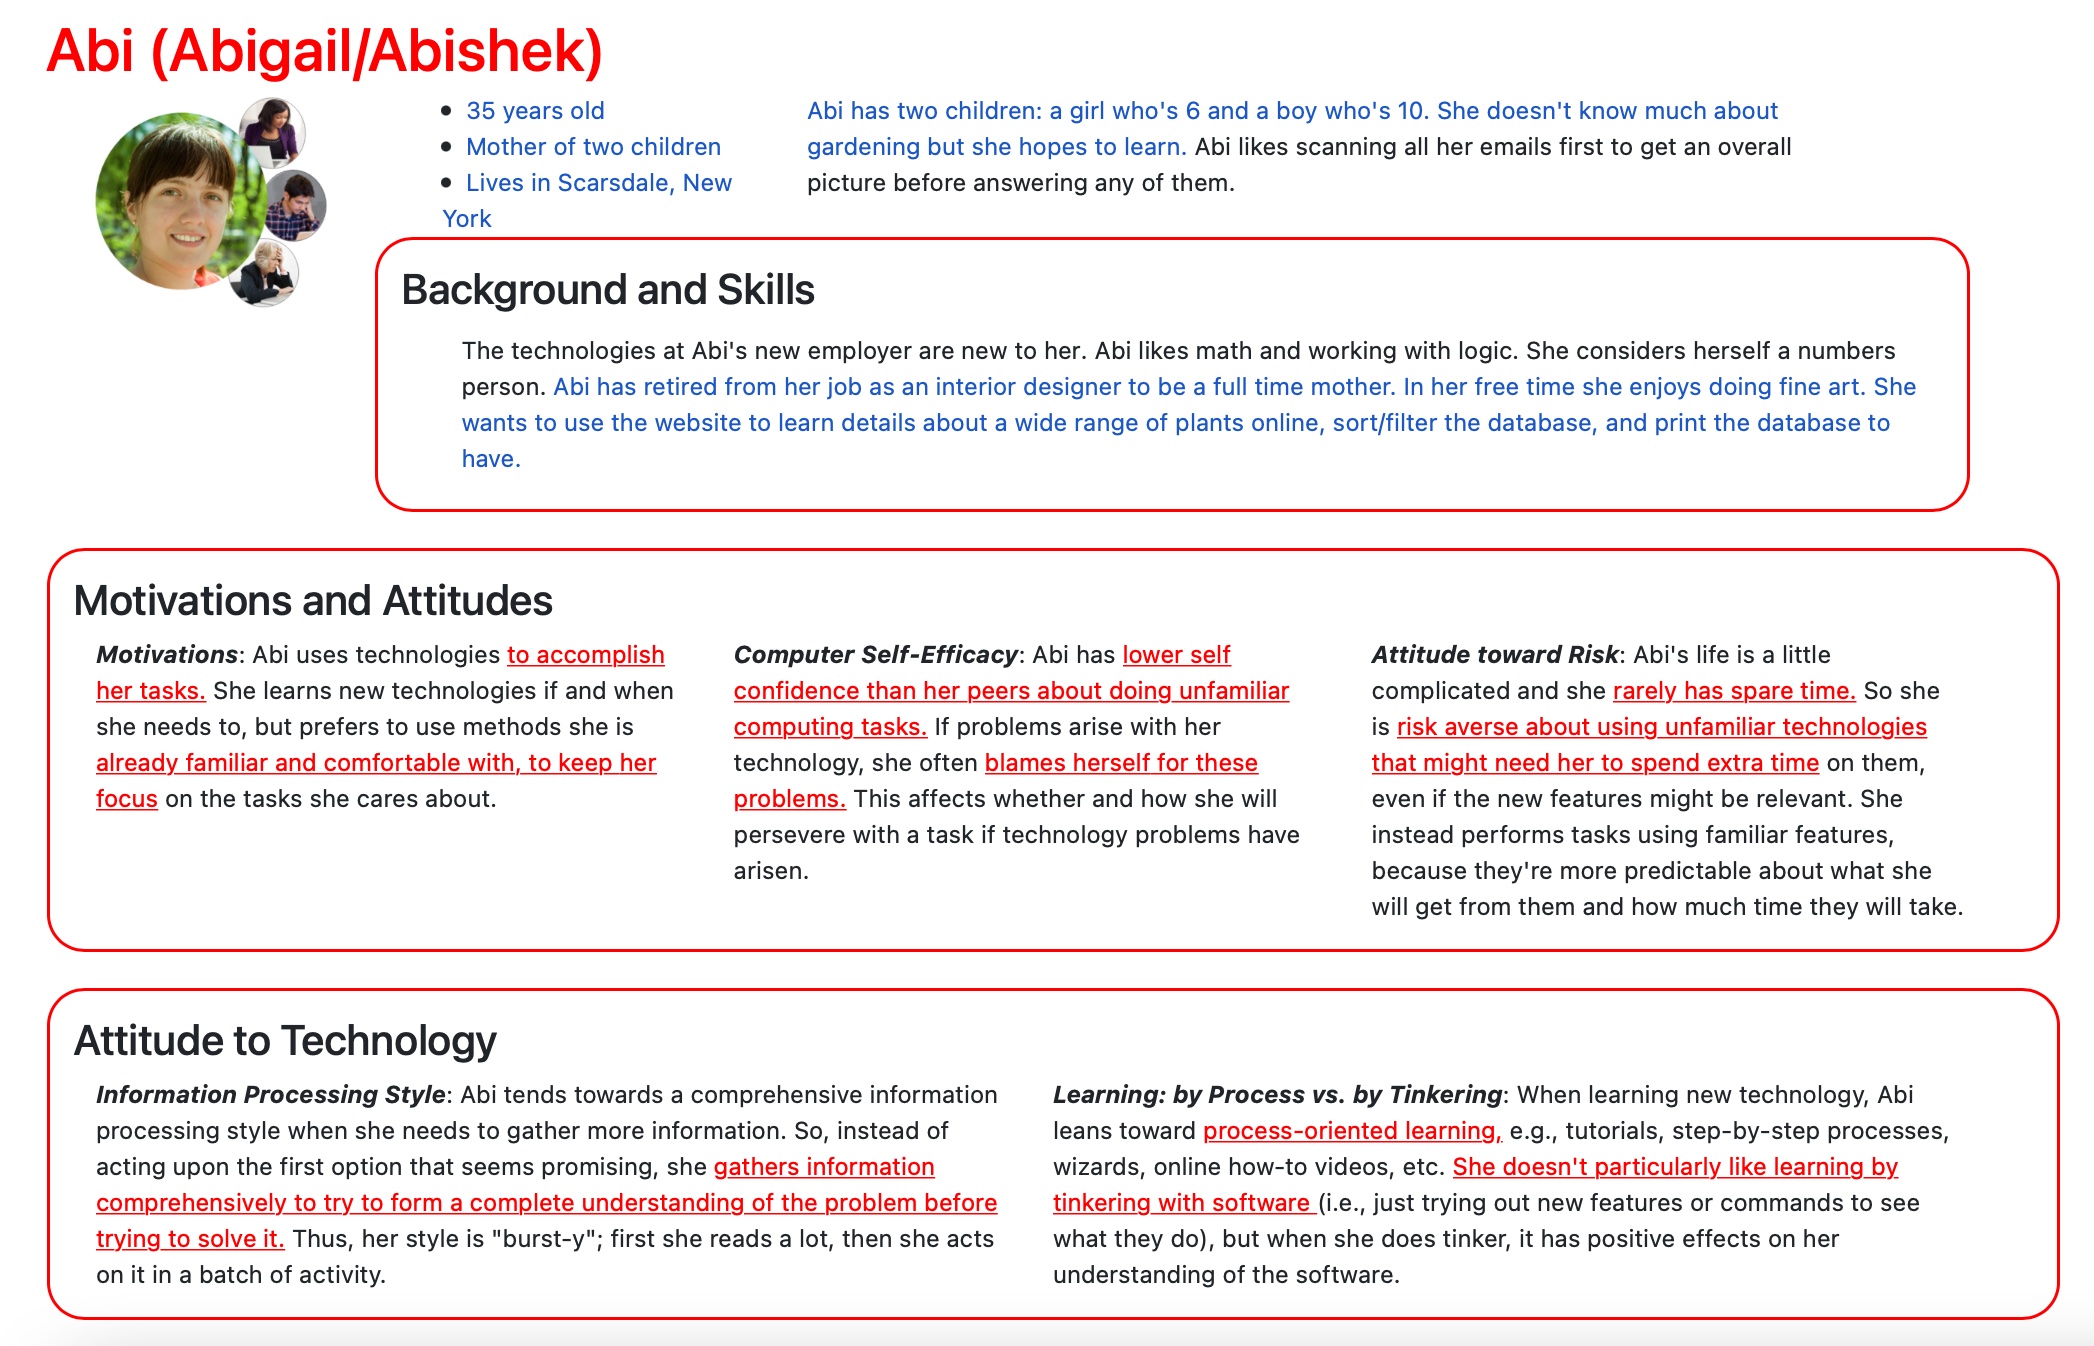 Abi (Abigail/Abishek)
• 35 years old
• Mother of two children
• Lives in Scarsdale, New
York
Abi has two children: a girl who's 6 and a boy who's 10. She doesn't know much about
gardening but she hopes to learn. Abi likes scanning all her emails first to get an overall
picture before answering any of them.
Background and Skills
The technologies at Abi's new employer are new to her. Abi likes math and working with logic. She considers herself a numbers
person. Abi has retired from her job as an interior designer to be a full time mother. In her free time she enjoys doing fine art. She
wants to use the website to learn details about a wide range of plants online, sort/filter the database, and print the database to
have.
Motivations and Attitudes
Motivations: Abi uses technologies to accomplish
her tasks. She learns new technologies if and when
she needs to, but prefers to use methods she is
already familiar and comfortable with, to keep her
focus on the tasks she cares about.
Computer Self-Efficacy: Abi has lower self
confidence than her peers about doing unfamiliar
computing tasks. If problems arise with her
technology, she often blames herself for these
problems. This affects whether and how she will
persevere with a task if technology problems have
arisen.
Attitude toward Risk: Abi's life is a little
complicated and she rarely has spare time. So she
is risk averse about using unfamiliar technologies
that might need her to spend extra time on them,
even if the new features might be relevant. She
instead performs tasks using familiar features,
because they're more predictable about what she
will get from them and how much time they will take.
Attitude to Technology
Information Processing Style: Abi tends towards a comprehensive information
processing style when she needs to gather more information. So, instead of
acting upon the first option that seems promising, she gathers information
comprehensively to try to form a complete understanding of the problem before
trying to solve it. Thus, her style is "burst-y"; first she reads a lot, then she acts
on it in a batch of activity.
Learning: by Process vs. by Tinkering: When learning new technology, Abi
leans toward process-oriented learning, e.g., tutorials, step-by-step processes,
wizards, online how-to videos, etc. She doesn't particularly like learning by
tinkering with software (i.e., just trying out new features or commands to see
what they do), but when she does tinker, it has positive effects on her
understanding of the software.